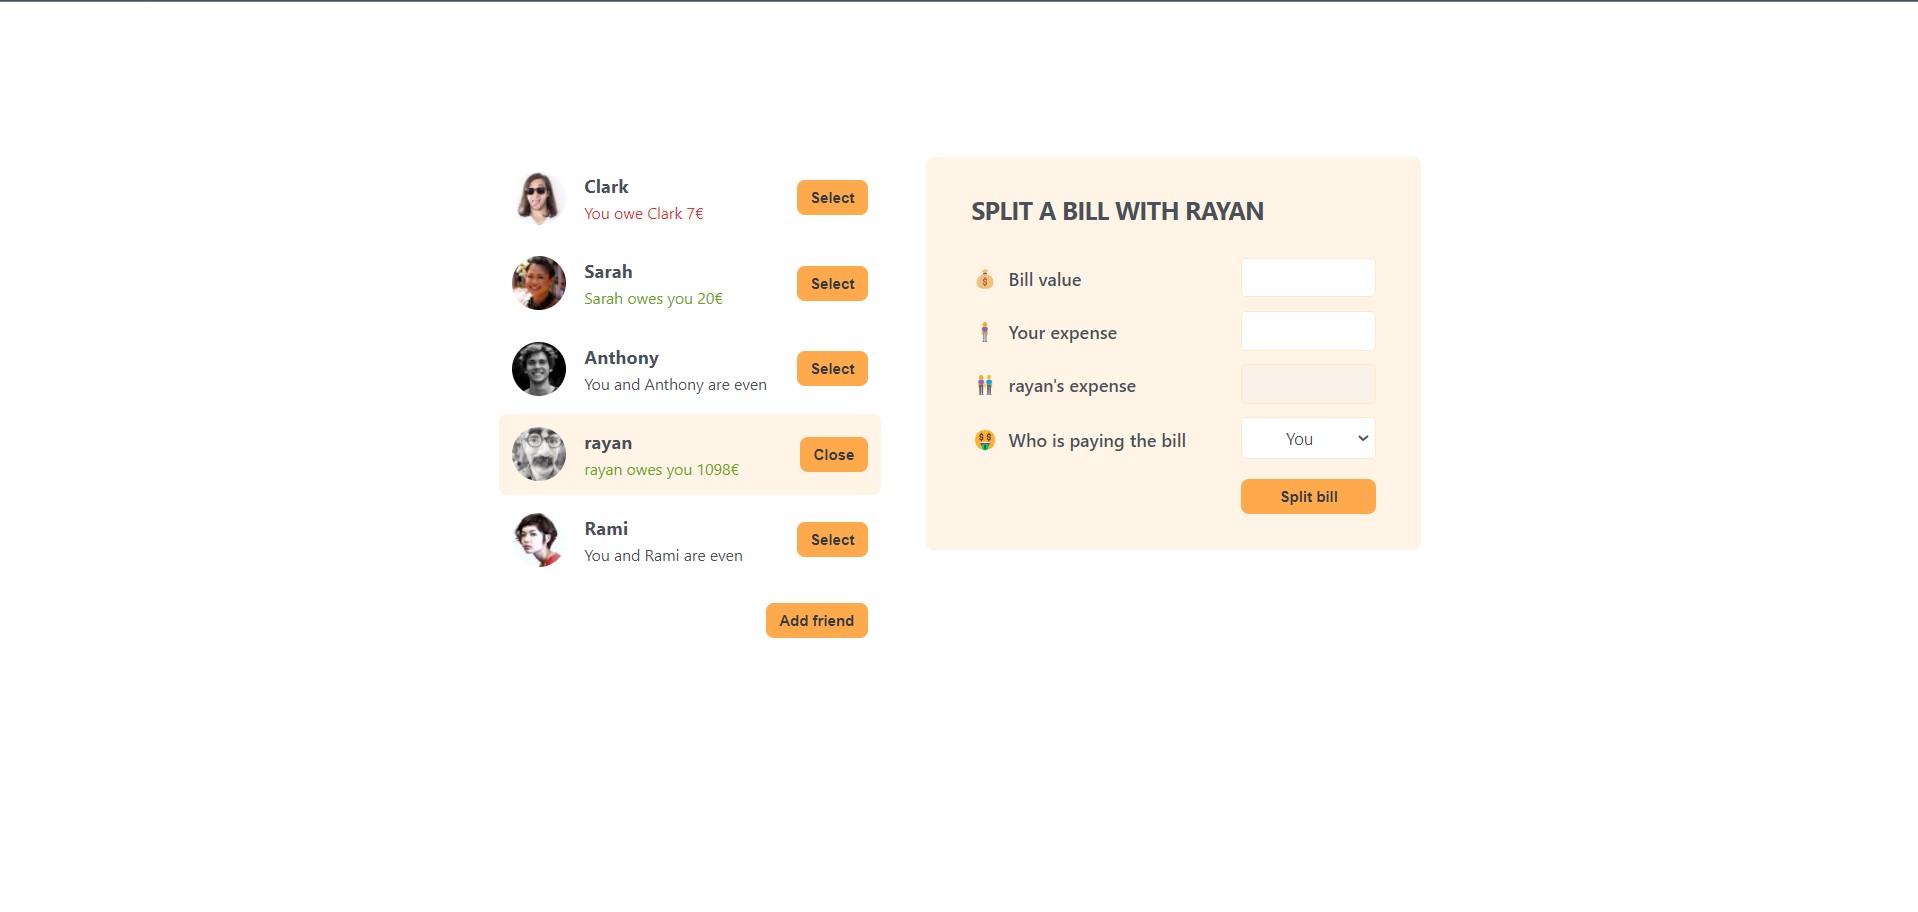 Clark
You owe Clark 7€
Select
Sarah
Sarah owes you 20€
Select
Anthony
You and Anthony are even
Select
rayan
rayan owes you 1098€
Close
Rami
You and Rami are even
Select
Add friend
SPLIT A BILL WITH RAYAN
Bill value
Your expense
rayan's expense
Who is paying the bill
You
Split bill